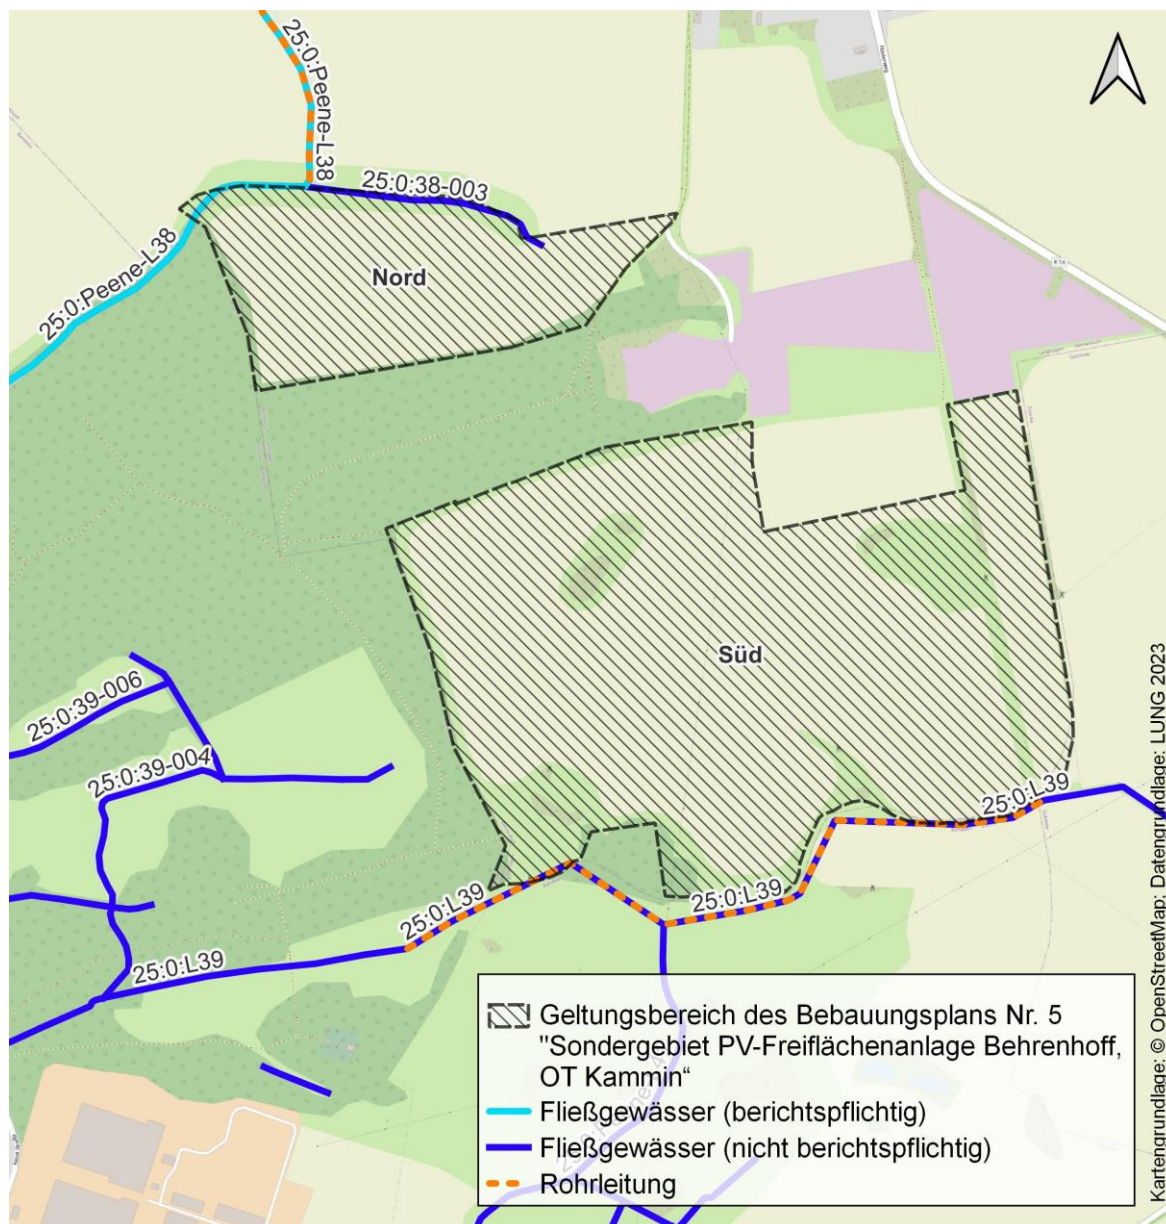 25:0:Peene-L38
25:0:38-003
25:0:Peene-L38
Nord
K 14
Süd
25:0:39-006
25:0:39-004
25:0:L39
25:0:L39
25:0:L39
25:0:L39
Geltungsbereich des Bebauungsplans Nr. 5
"Sondergebiet PV-Freiflächenanlage Behrenhoff,
OT Kammin“
Fließgewässer (berichtspflichtig)
Fließgewässer (nicht berichtspflichtig)
Rohrleitung
Kartengrundlage: © OpenStreetMap; Datengrundlage: LUNG 2023